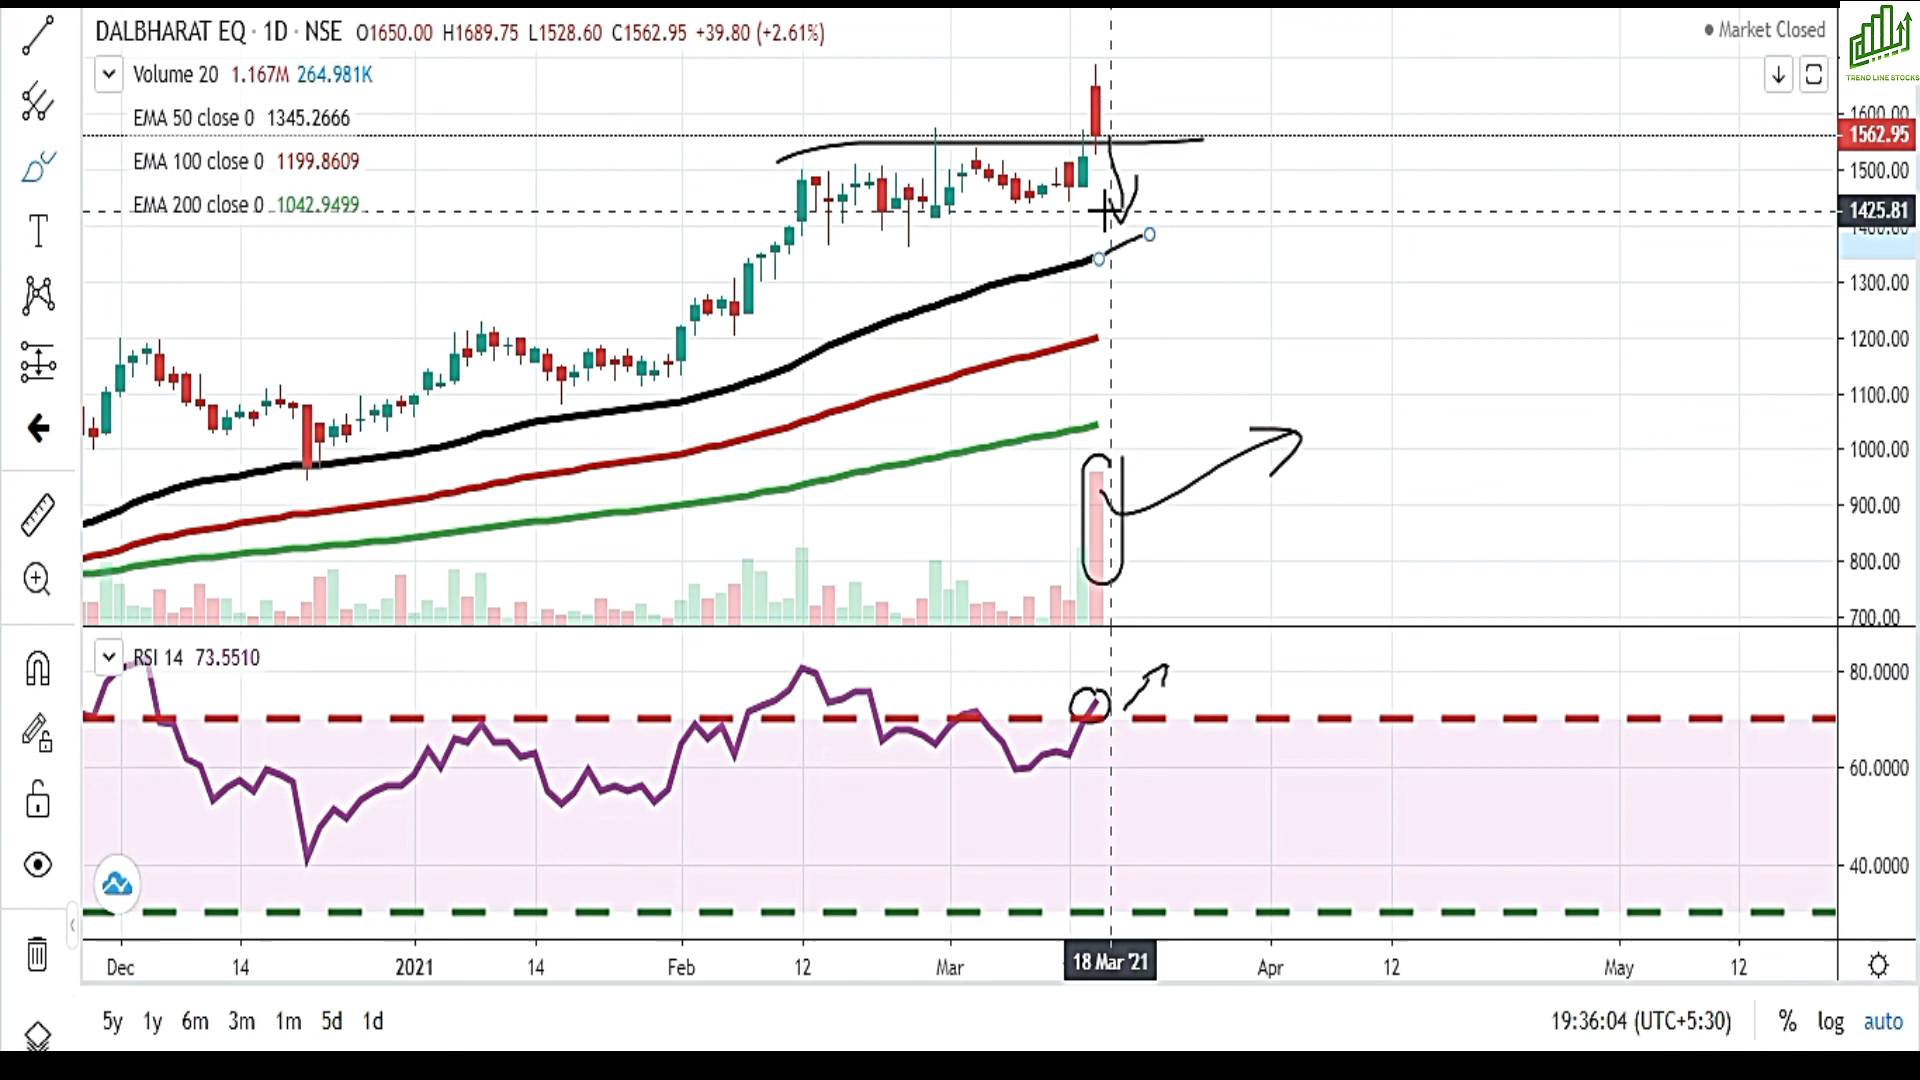 DALBHARAT EQ · 1D · NSE O1650.00 H1689.75 L1528.60 C1562.95 +39.80 (+2.61%)
Market Closed
TREND LINE STOCKS
Volume 20 1.167M 264.981K
EMA 50 close 0 1345.2666
EMA 100 close 0 1199.8609
EMA 200 close 0 1042.9499
1600.00
1562.95
1500.00
1425.81
1400.00
1300.00
1200.00
1100.00
1000.00
900.00
800.00
700.00
RSI 14 73.5510
80.0000
60.0000
40.0000
Dec 14 2021 14 Feb 12 Mar 18 Mar '21 Apr 12 May 12
5y 1y 6m 3m 1m 5d 1d 19:36:04 (UTC+5:30) % log auto